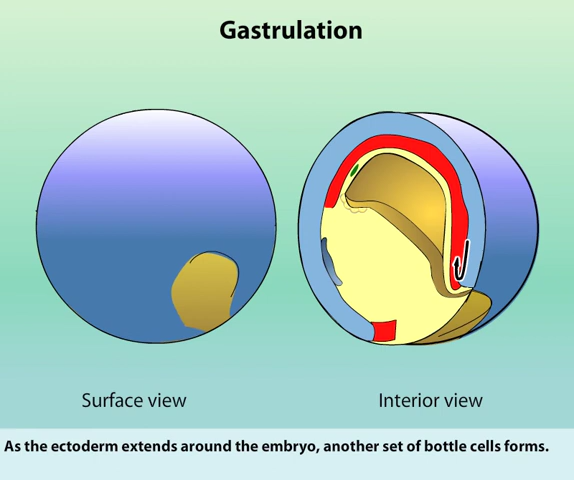 Gastrulation
Surface view
Interior view
As the ectoderm extends around the embryo, another set of bottle cells forms.